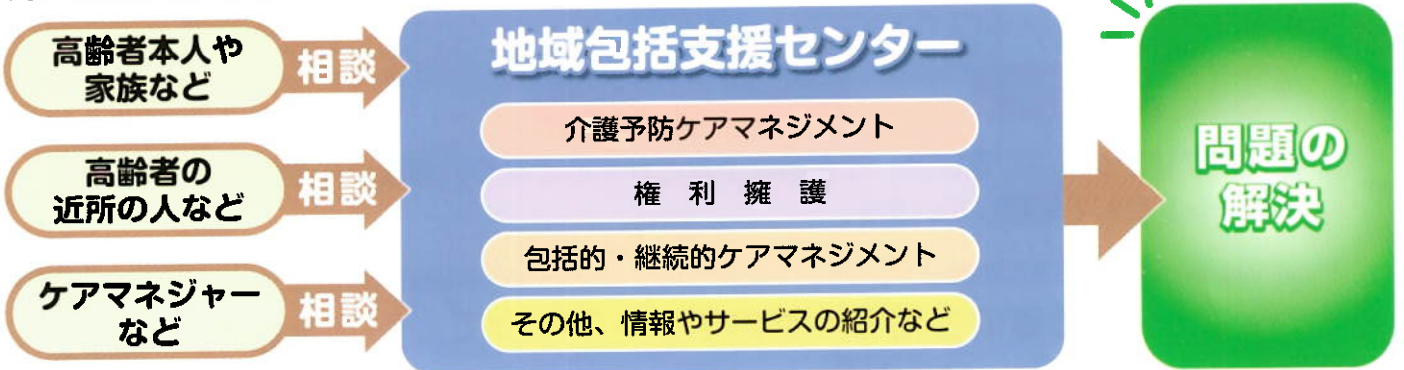 高齢者本人や
家族など
相談
高齢者の
近所の人など
相談
ケアマネジャー
など
相談
地域包括支援センター
介護予防ケアマネジメント
権利擁護
包括的・継続的ケアマネジメント
その他、情報やサービスの紹介など
問題の
解決